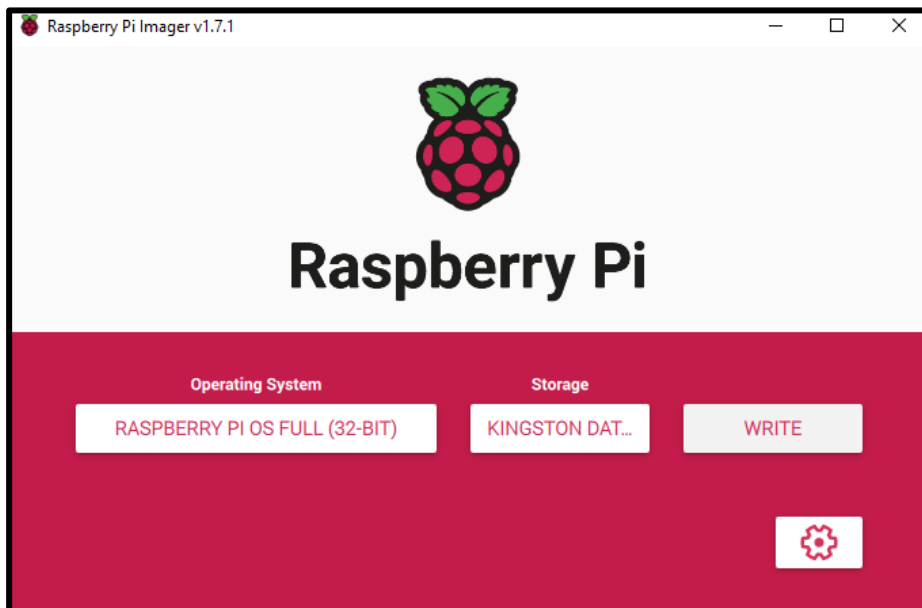 Raspberry Pi Imager v1.7.1
Raspberry Pi
Operating System
Storage
RASPBERRY PI OS FULL (32-BIT)
KINGSTON DAT...
WRITE